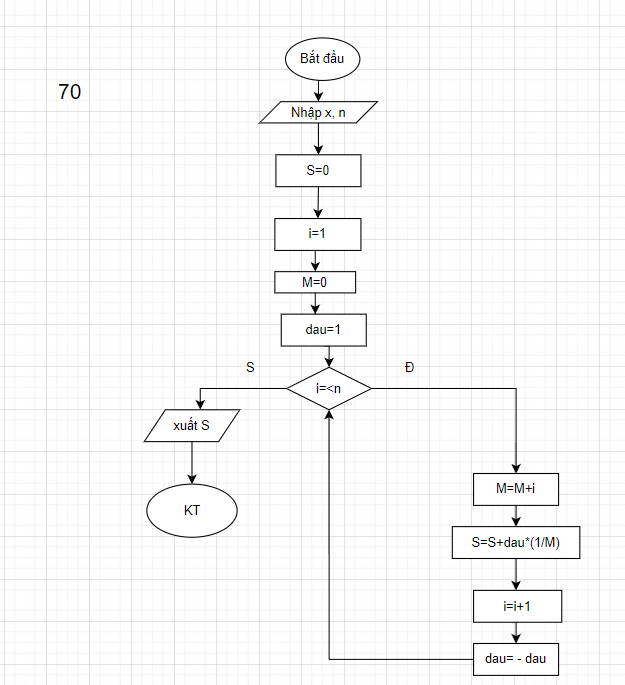 70
Bắt đầu
Nhập x, n
S=0
i=1
M=0
dau=1
i=<n
S
Đ
xuất S
KT
M=M+i
S=S+dau*(1/M)
i=i+1
dau= - dau